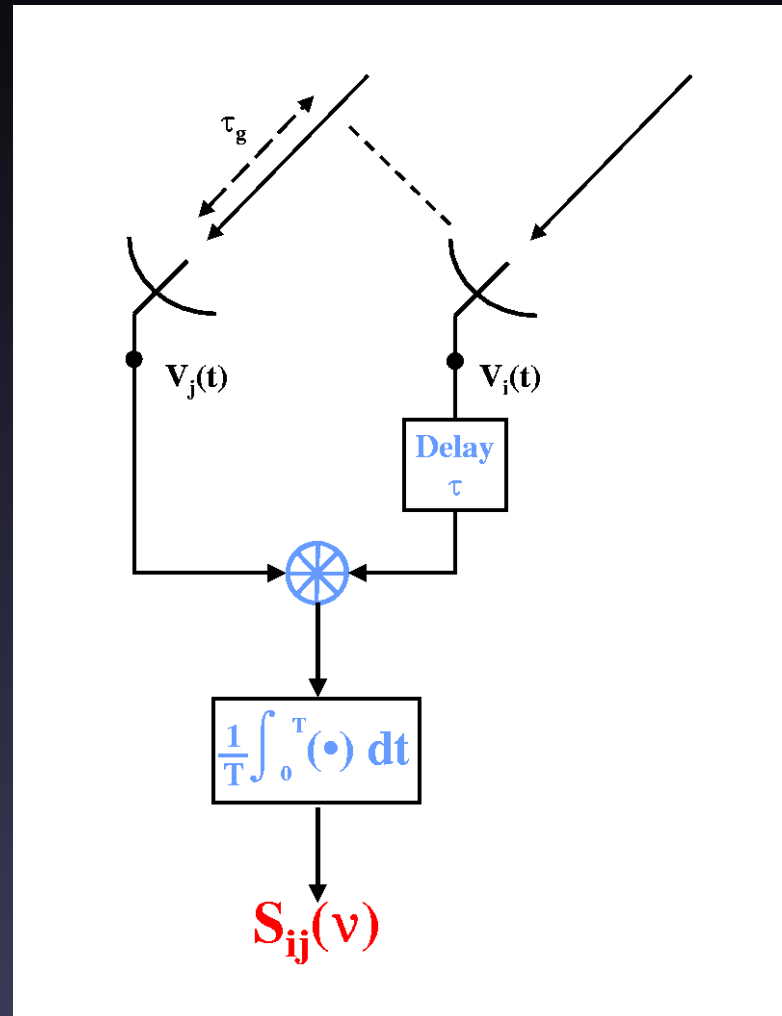 τg
Vj(t)
Vi(t)
Delay
τ
1/T ∫0T (•) dt
Sij(ν)